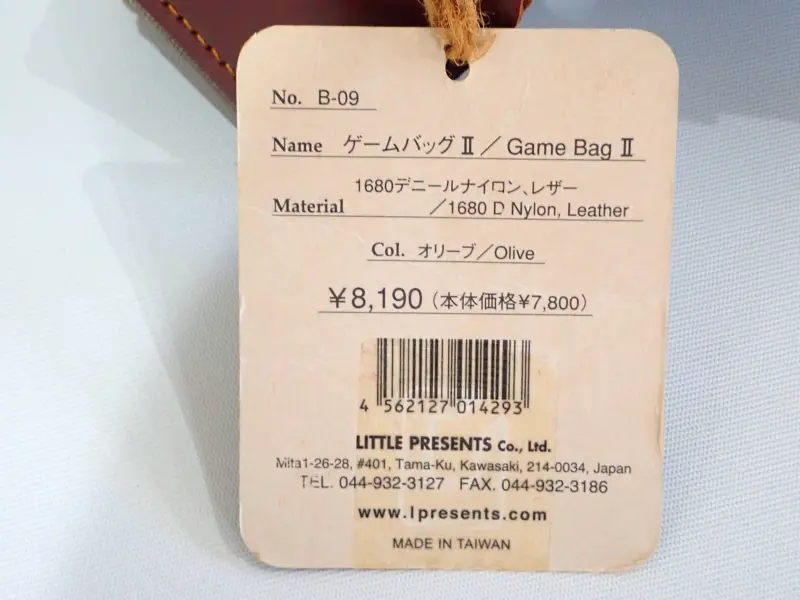 No. B-09
Name ゲームバッグⅡ／Game Bag Ⅱ
1680デニールナイロン、レザー
Material ／1680 D Nylon, Leather
Col. オリーブ／Olive
￥8,190（本体価格¥7,800）
4 562127 014293
LITTLE PRESENTS Co., Ltd.
Mita1-26-28, #401, Tama-Ku, Kawasaki, 214-0034, Japan
TEL. 044-932-3127 FAX. 044-932-3186
www.lpresents.com
MADE IN TAIWAN